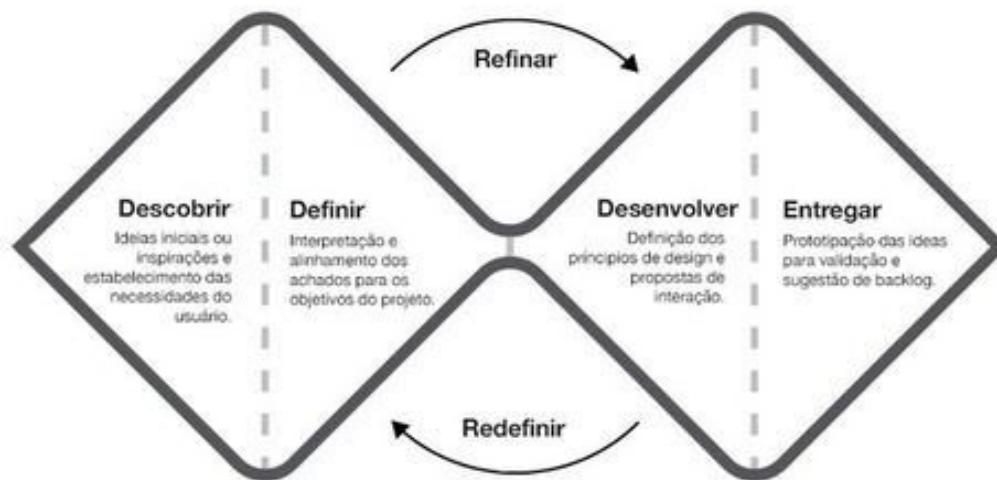 Refinar
Descobrir
Ideias iniciais ou
inspirações e
estabelecimento das
necessidades do
usuário.
Definir
Interpretação e
alinhamento dos
achados para os
objetivos do projeto.
Desenvolver
Definição dos
princípios de design e
propostas de
interação.
Entregar
Prototipação das ideias
para validação e
sugestão de backlog.
Redefinir